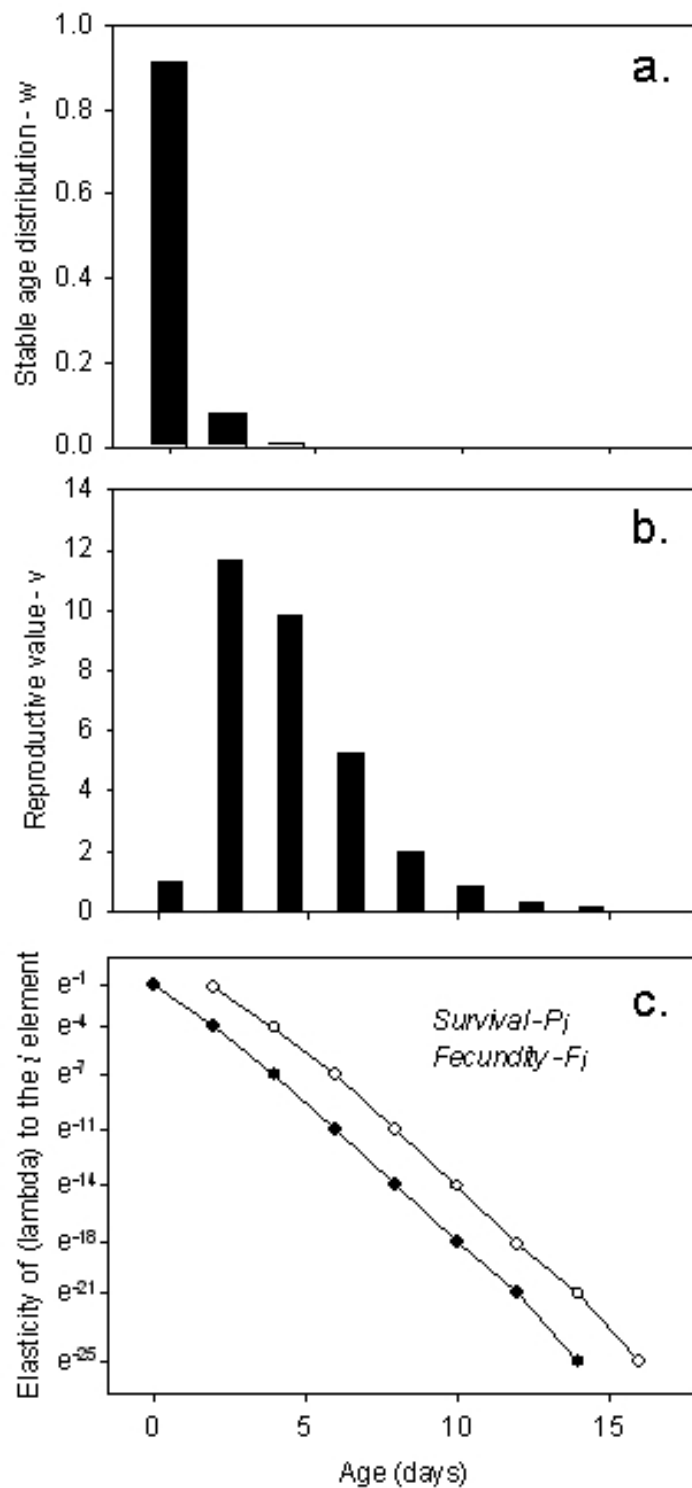 a.
Stable age distribution - w
1.0
0.8
0.6
0.4
0.2
0.0
b.
Reproductive value - v
14
12
10
8
6
4
2
0
c.
Survival-Pi
Fecundity-Fi
Elasticity of (lambda) to the i element
e-1
e-4
e-7
e-11
e-14
e-18
e-21
e-25
0 5 10 15
Age (days)